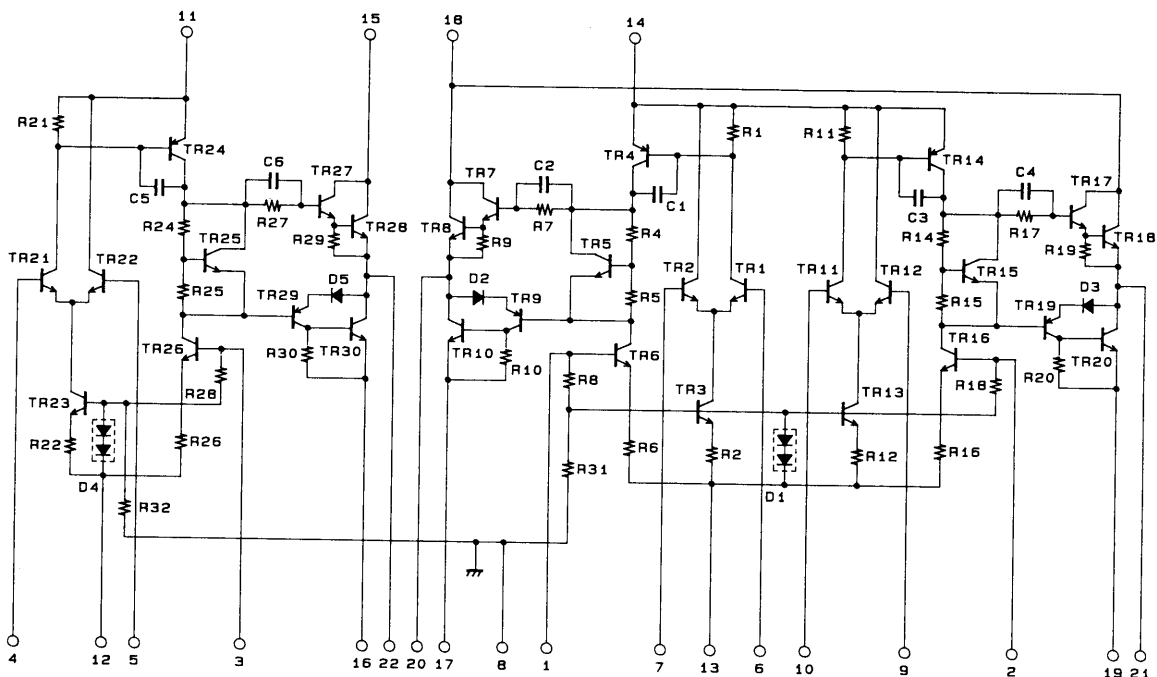 11 15 18 14
R21 TR24 C6 TR27 TR7 C2 TR4 R1 R11 TR14 C4 TR17
C5 R27 TR28 TR8 R9 R7 C1 C3 R17 TR18
R24 TR25 R29 R4 TR5 R14 TR15 R19
TR21 TR22 TR2 TR1 TR11 TR12
R25 TR29 D5 D2 TR9 R5 R15 TR19 D3
TR26 R30 TR30 TR10 R10 TR6 TR16 R20 TR20
R28 R8 R18
TR23 TR3 TR13
R22 R26 R6 R2 R12 R16
D4 R32 R31 D1
4 12 5 3 16 22 20 17 8 1 7 13 6 10 9 2 19 21